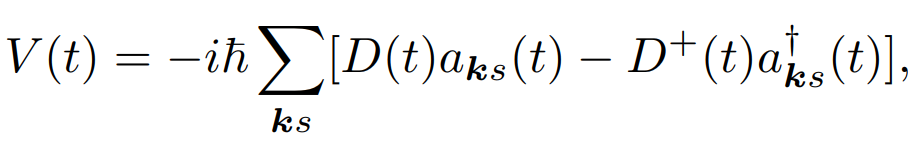 V(t) = −iħ ∑_{𝒌s} [D(t)a_{𝒌s}(t) − D⁺(t)a†_{𝒌s}(t)],